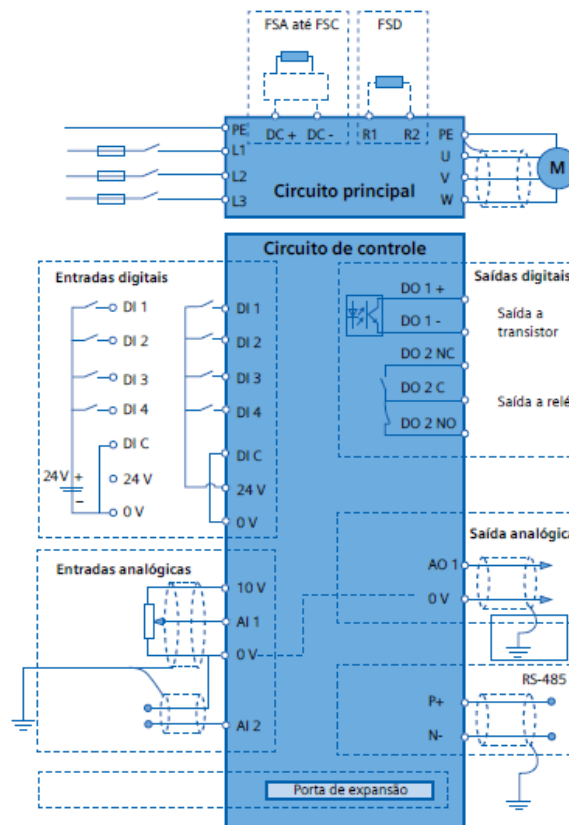 FSA até FSC
FSD
PE
DC +
DC -
R1
R2
PE
L1
U
L2
V
L3
W
M
Circuito principal
Circuito de controle
Entradas digitais
DI 1
DI 2
DI 3
DI 4
DI C
24 V
0 V
24 V
+
−
DI 1
DI 2
DI 3
DI 4
DI C
24 V
0 V
Saídas digitais
DO 1 +
DO 1 -
Saída a
transistor
DO 2 NC
DO 2 C
DO 2 NO
Saída a relé
Entradas analógicas
10 V
AI 1
0 V
AI 2
Saída analógica
AO 1
0 V
RS-485
P+
N-
Porta de expansão